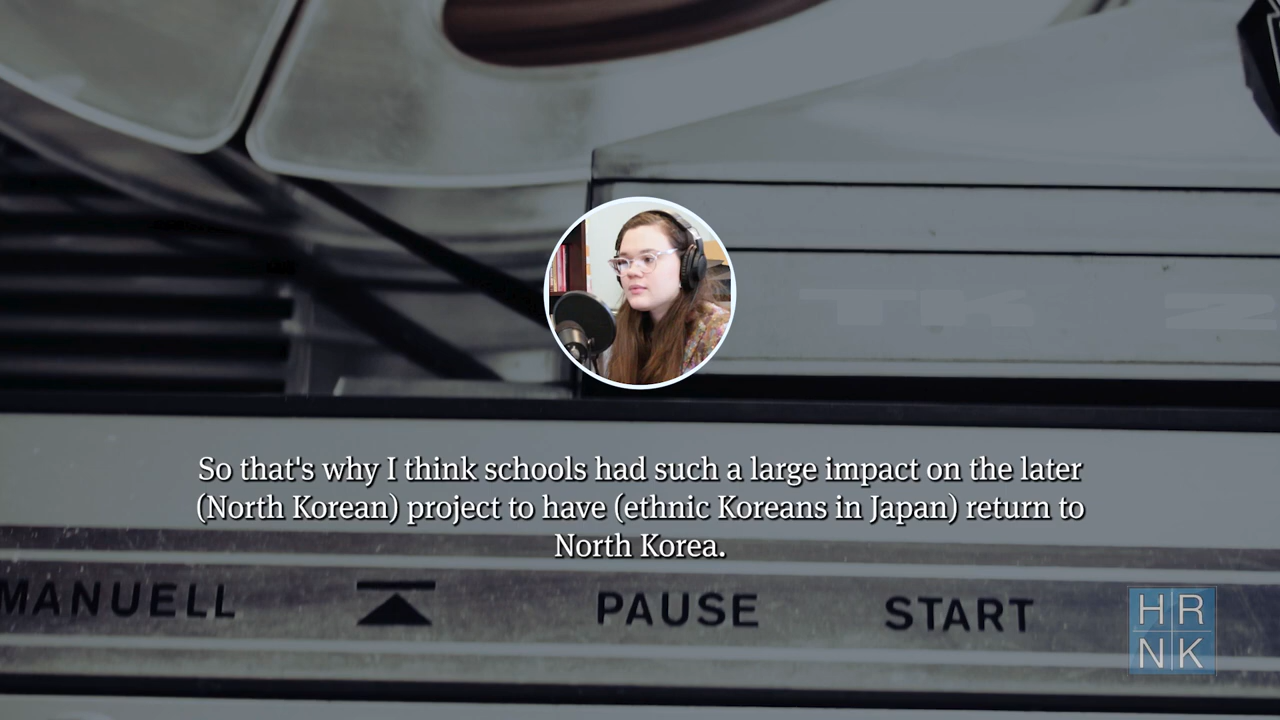 So that's why I think schools had such a large impact on the later
(North Korean) project to have (ethnic Koreans in Japan) return to
North Korea.
MANUELL
PAUSE
START
HR
NK